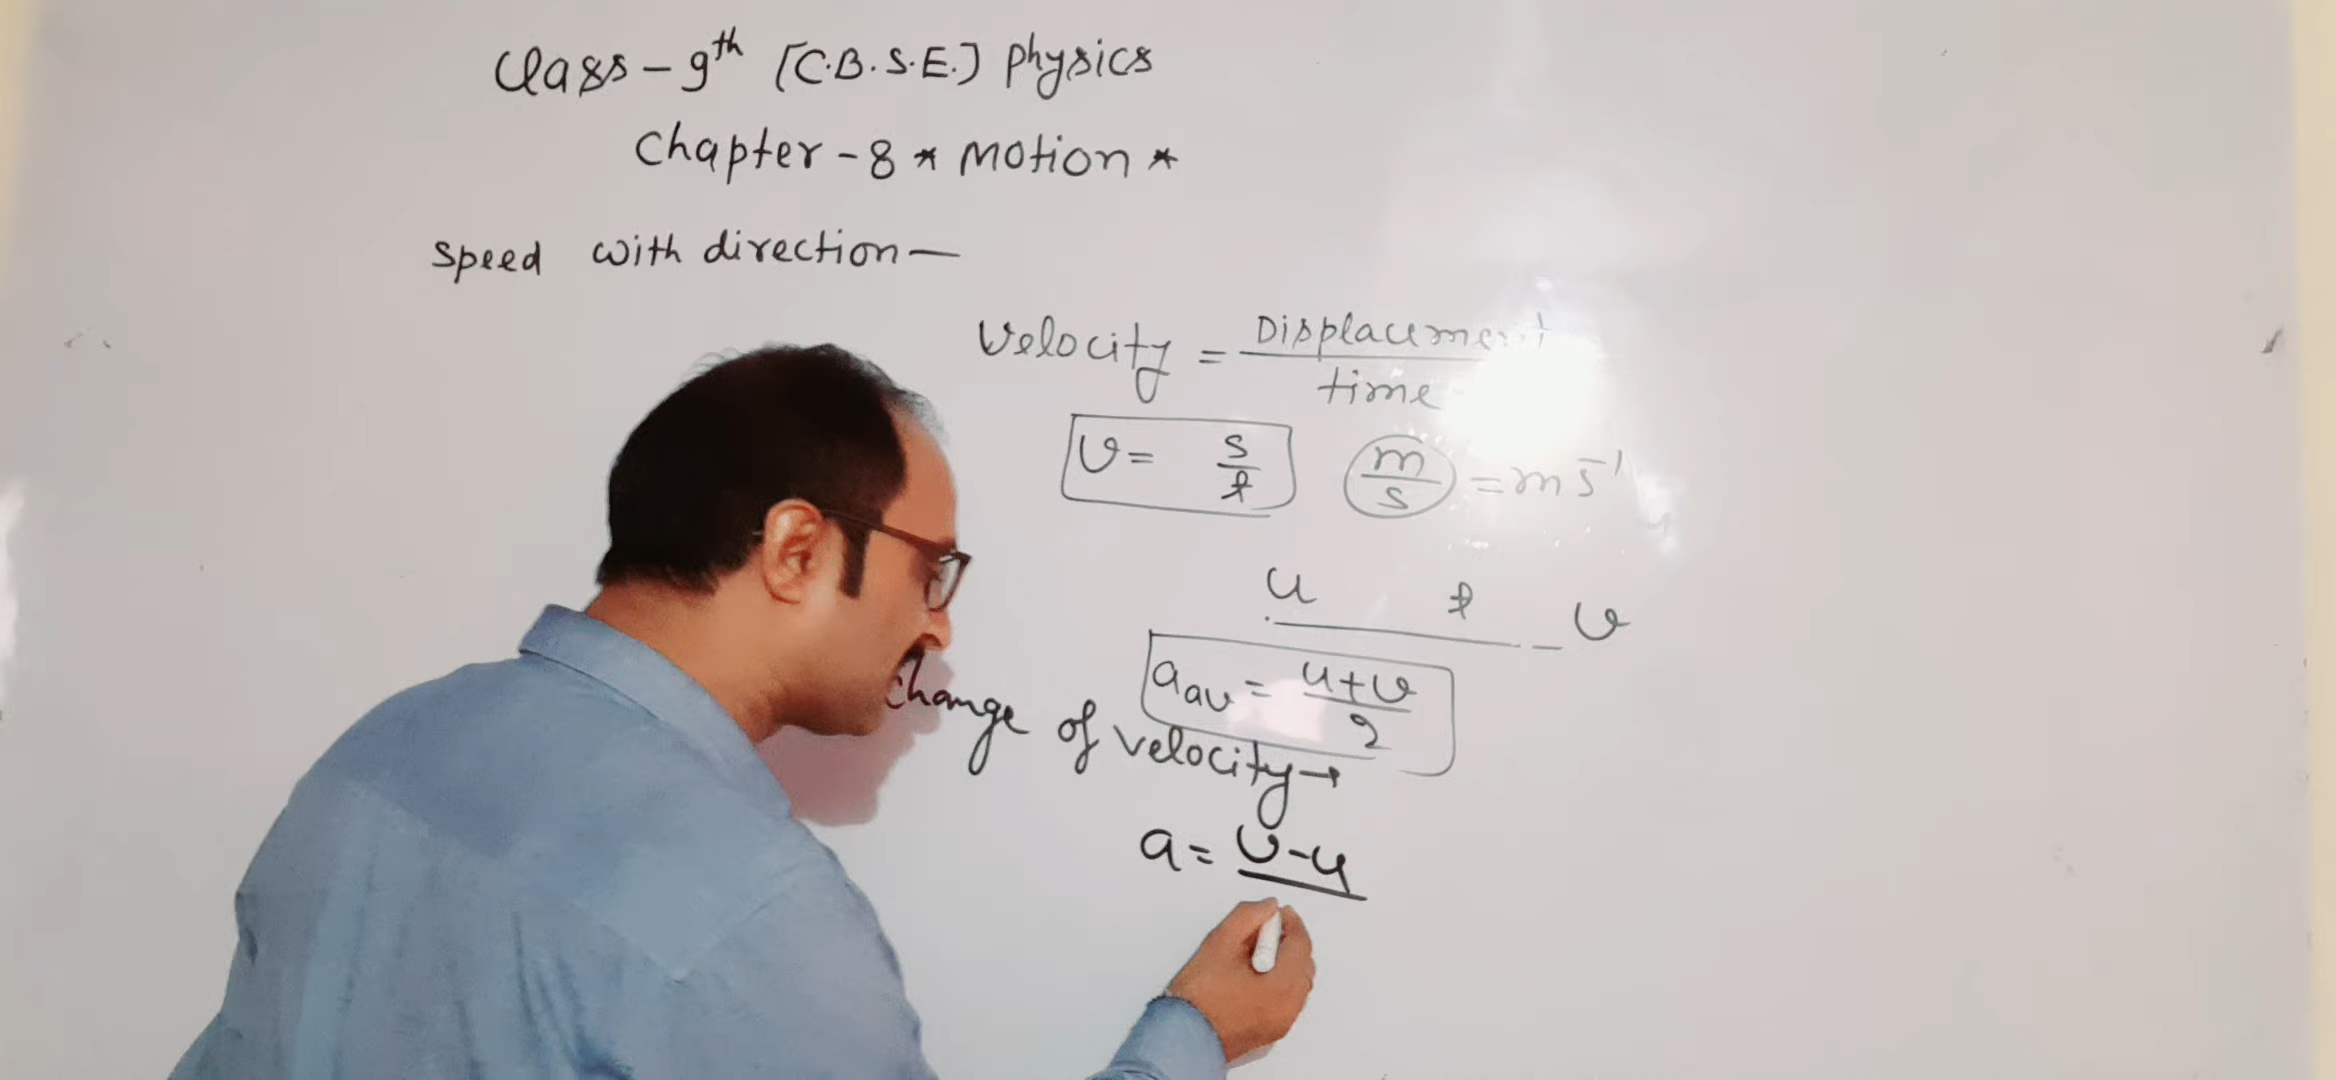 Class - 9th [C.B.S.E.] Physics
Chapter - 8 * Motion *
Speed with direction —
Velocity = Displacement / time
v = s/t m/s = ms⁻¹
u t v
a av = u+v / 2
change of velocity →
a = v-u